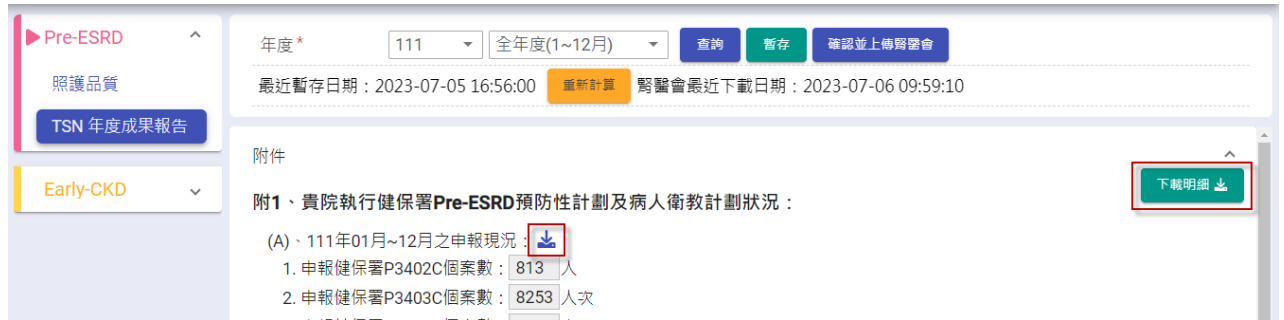 Pre-ESRD
照護品質
TSN 年度成果報告
Early-CKD
年度* 111 全年度(1~12月) 查詢 暫存 確認並上傳腎醫會
最近暫存日期：2023-07-05 16:56:00 重新計算 腎醫會最近下載日期：2023-07-06 09:59:10
附件
下載明細
附1、貴院執行健保署Pre-ESRD預防性計劃及病人衛教計劃狀況：
(A)、111年01月~12月之申報現況：
1. 申報健保署P3402C個案數： 813 人
2. 申報健保署P3403C個案數： 8253 人次